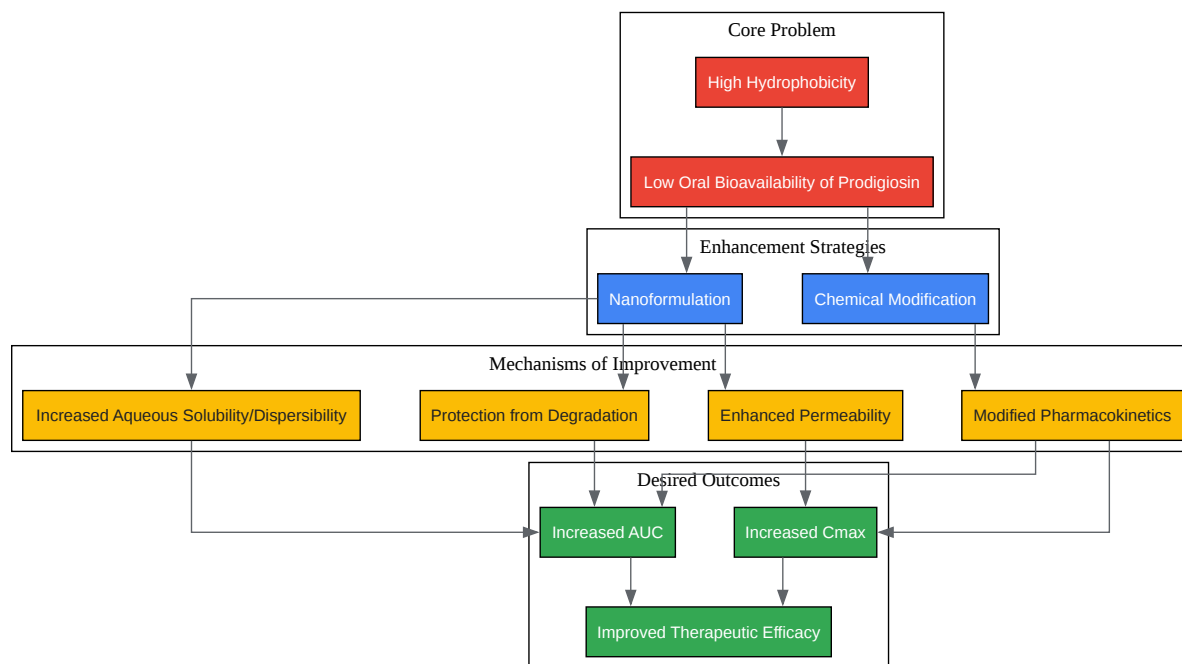 Core Problem
High Hydrophobicity
Low Oral Bioavailability of Prodigiosin
Enhancement Strategies
Nanoformulation
Chemical Modification
Mechanisms of Improvement
Increased Aqueous Solubility/Dispersibility
Protection from Degradation
Enhanced Permeability
Modified Pharmacokinetics
Desired Outcomes
Increased AUC
Increased Cmax
Improved Therapeutic Efficacy